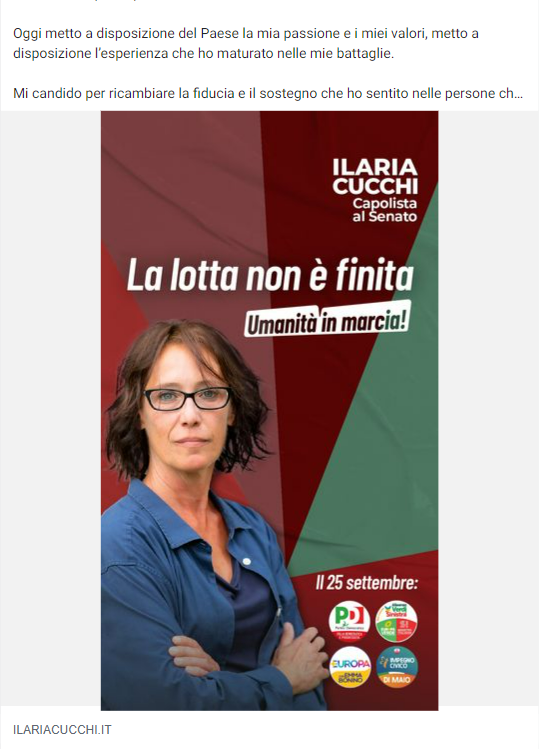 Oggi metto a disposizione del Paese la mia passione e i miei valori, metto a
disposizione l'esperienza che ho maturato nelle mie battaglie.
Mi candido per ricambiare la fiducia e il sostegno che ho sentito nelle persone ch...
ILARIA
CUCCHI
Capolista
al Senato
La lotta non è finita
Umanità in marcia!
Il 25 settembre:
PD
EUROPA
EMMA
BONINO
IMPEGNO
CIVICO
DI MAIO
ILARIACUCCHI.IT